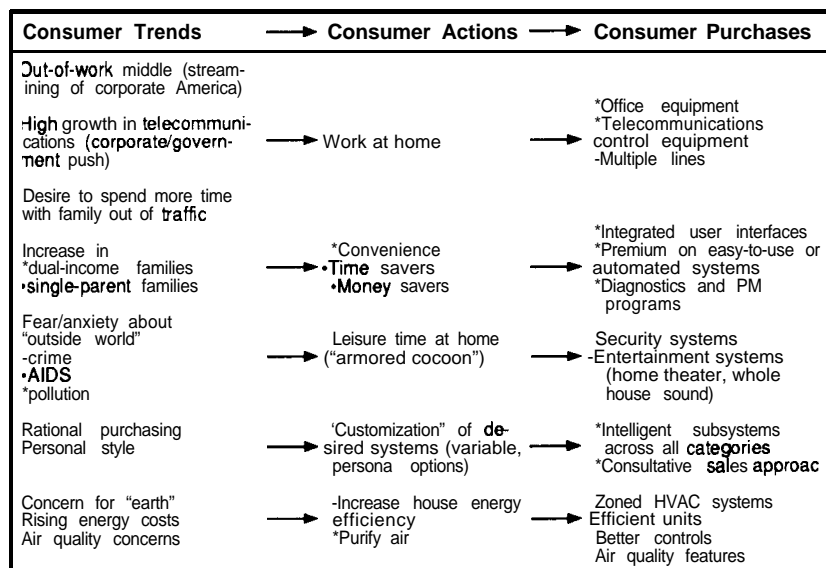 Consumer Trends → Consumer Actions → Consumer Purchases
Out-of-work middle (stream-
ining of corporate America)
High growth in telecommuni-
cations (corporate/govern-
ment push)
→ Work at home
*Office equipment
*Telecommunications
control equipment
-Multiple lines
Desire to spend more time
with family out of traffic
Increase in
*dual-income families
•single-parent families
*Convenience
•Time savers
•Money savers
*Integrated user interfaces
*Premium on easy-to-use or
automated systems
*Diagnostics and PM
programs
Fear/anxiety about
“outside world”
-crime
•AIDS
*pollution
Leisure time at home
(“armored cocoon”)
Security systems
-Entertainment systems
(home theater, whole
house sound)
Rational purchasing
Personal style
‘Customization” of de-
sired systems (variable,
persona options)
*Intelligent subsystems
across all categories
*Consultative sales approac
Concern for “earth”
Rising energy costs
Air quality concerns
-Increase house energy
efficiency
*Purify air
Zoned HVAC systems
Efficient units
Better controls
Air quality features